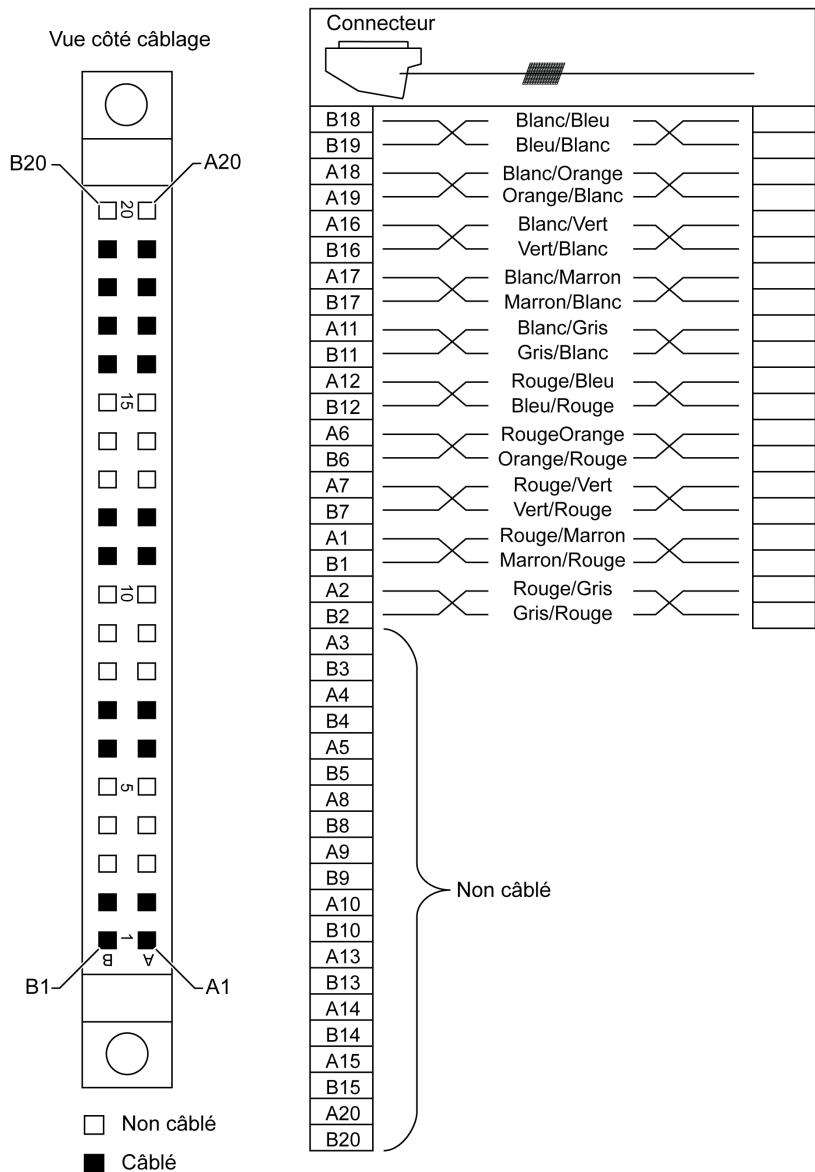 Vue côté câblage
B20
A20
20
15
10
5
1
B
A
B1
A1
Non câblé
Câblé
Connecteur
B18
Blanc/Bleu
B19
Bleu/Blanc
A18
Blanc/Orange
A19
Orange/Blanc
A16
Blanc/Vert
B16
Vert/Blanc
A17
Blanc/Marron
B17
Marron/Blanc
A11
Blanc/Gris
B11
Gris/Blanc
A12
Rouge/Bleu
B12
Bleu/Rouge
A6
RougeOrange
B6
Orange/Rouge
A7
Rouge/Vert
B7
Vert/Rouge
A1
Rouge/Marron
B1
Marron/Rouge
A2
Rouge/Gris
B2
Gris/Rouge
A3
B3
A4
B4
A5
B5
A8
B8
A9
B9
A10
B10
A13
B13
A14
B14
A15
B15
A20
B20
Non câblé